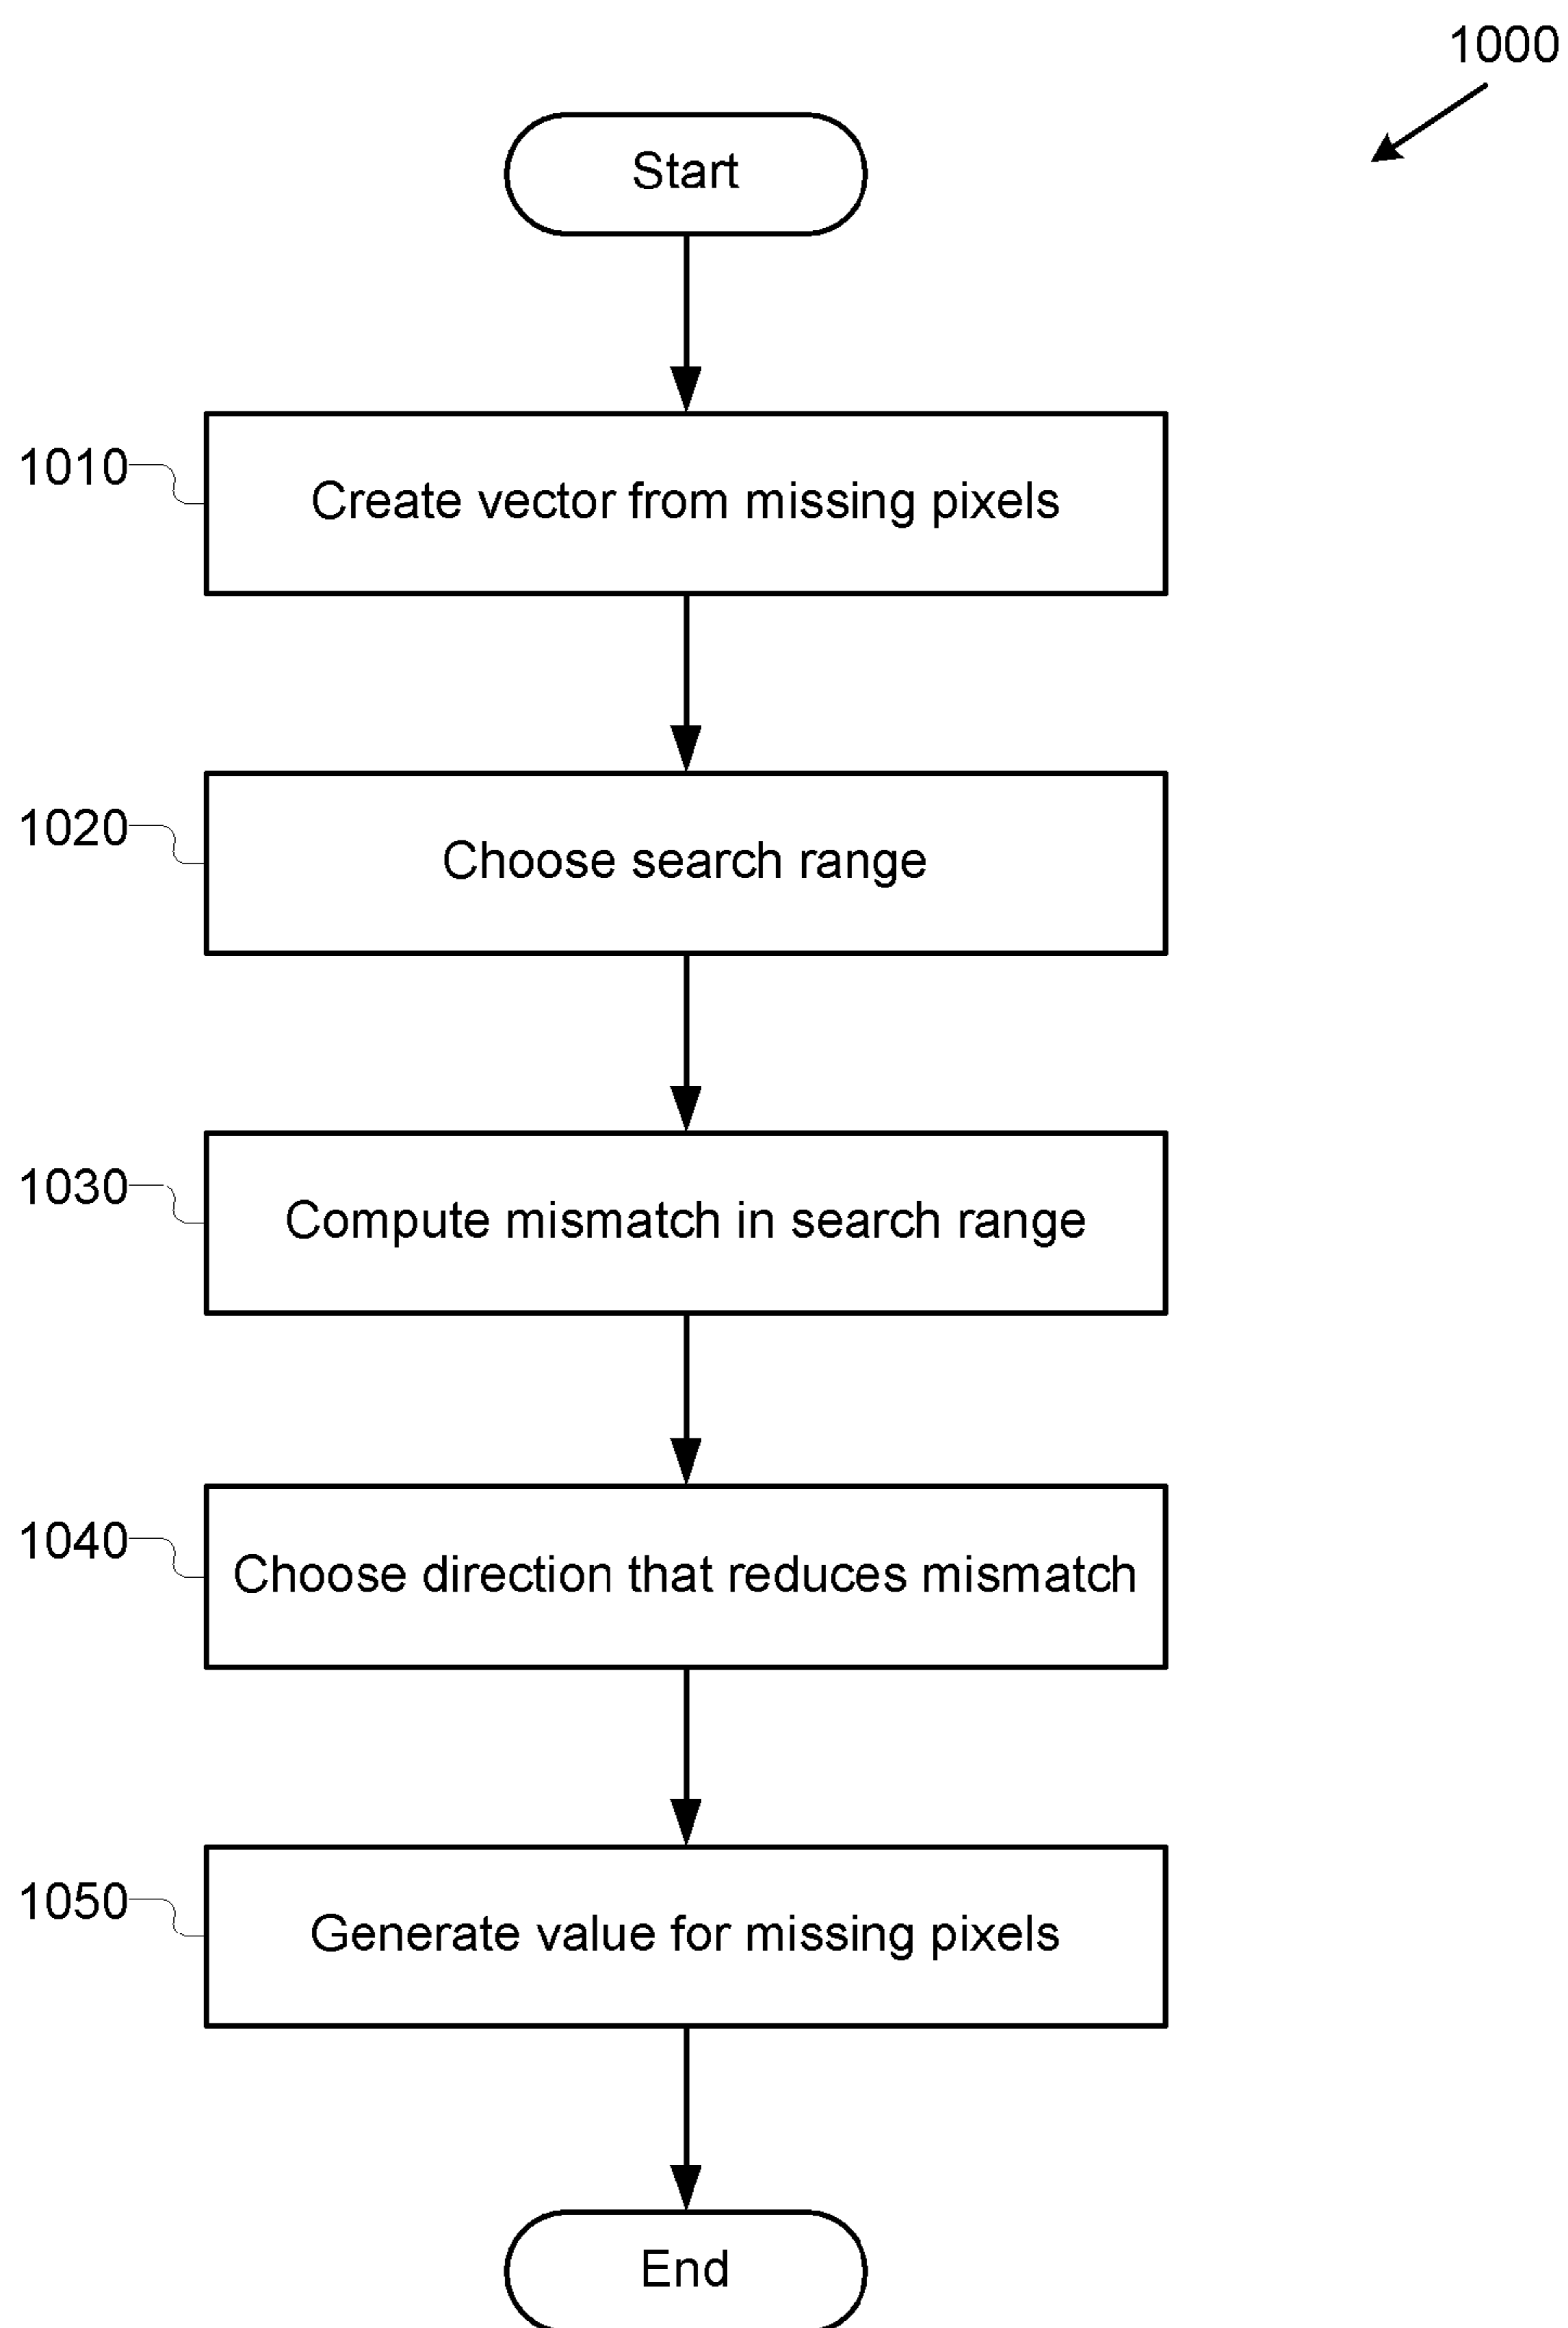 1000
Start
1010
Create vector from missing pixels
1020
Choose search range
1030
Compute mismatch in search range
1040
Choose direction that reduces mismatch
1050
Generate value for missing pixels
End